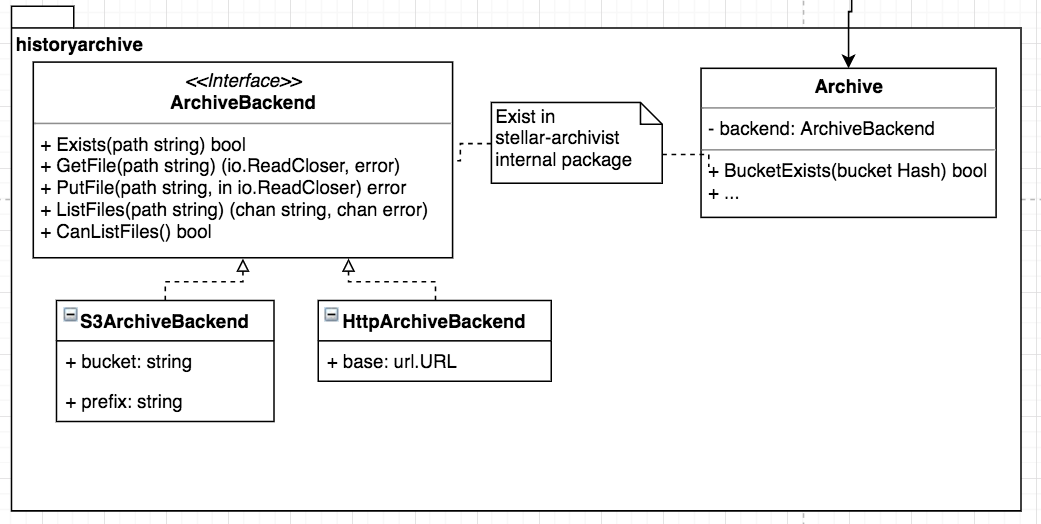 historyarchive
<<Interface>>
ArchiveBackend
+ Exists(path string) bool
+ GetFile(path string) (io.ReadCloser, error)
+ PutFile(path string, in io.ReadCloser) error
+ ListFiles(path string) (chan string, chan error)
+ CanListFiles() bool
Exist in
stellar-archivist
internal package
Archive
- backend: ArchiveBackend
+ BucketExists(bucket Hash) bool
+ ...
S3ArchiveBackend
+ bucket: string
+ prefix: string
HttpArchiveBackend
+ base: url.URL